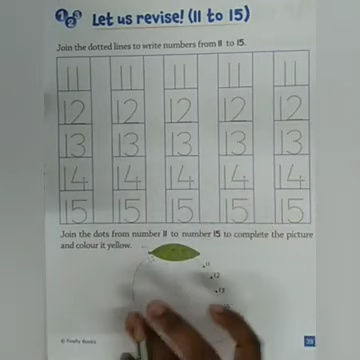 1 2 3 Let us revise! (11 to 15)
Join the dotted lines to write numbers from 11 to 15.
11 11 11 11 11
12 12 12 12 12
13 13 13 13 13
14 14 14 14 14
15 15 15 15 15
Join the dots from number 11 to number 15 to complete the picture
and colour it yellow.
11
12
13
© Firefly Books
39